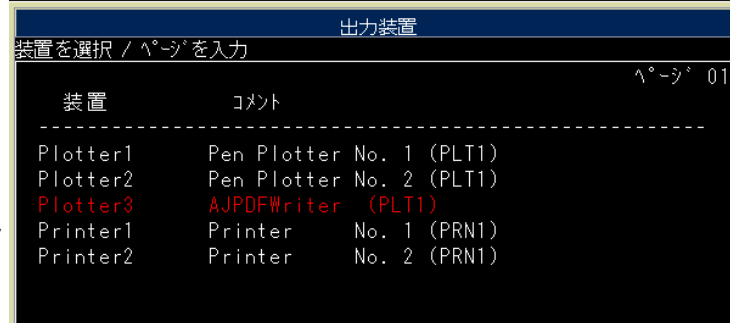 出力装置
装置を選択 / ﾍﾟｰｼﾞを入力
ﾍﾟｰｼﾞ 01
装置 ｺﾒﾝﾄ
------------------------------------------------------------
Plotter1 Pen Plotter No. 1 (PLT1)
Plotter2 Pen Plotter No. 2 (PLT1)
Plotter3 AJPDFWriter (PLT1)
Printer1 Printer No. 1 (PRN1)
Printer2 Printer No. 2 (PRN1)